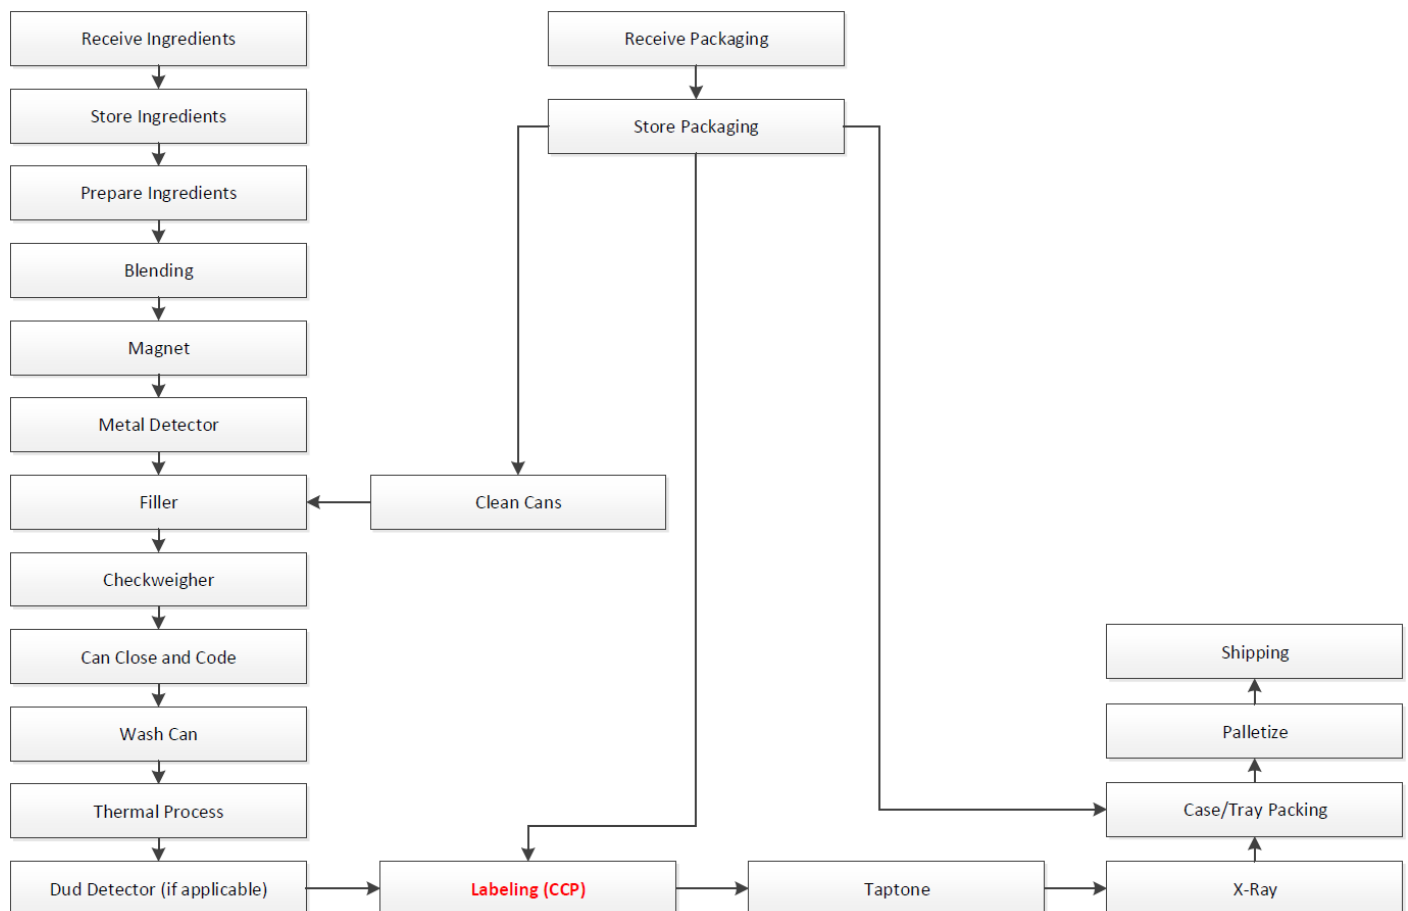 Receive Ingredients
Receive Packaging
Store Ingredients
Store Packaging
Prepare Ingredients
Blending
Magnet
Metal Detector
Filler
Clean Cans
Checkweigher
Can Close and Code
Shipping
Wash Can
Palletize
Thermal Process
Case/Tray Packing
Dud Detector (if applicable)
Labeling (CCP)
Taptone
X-Ray